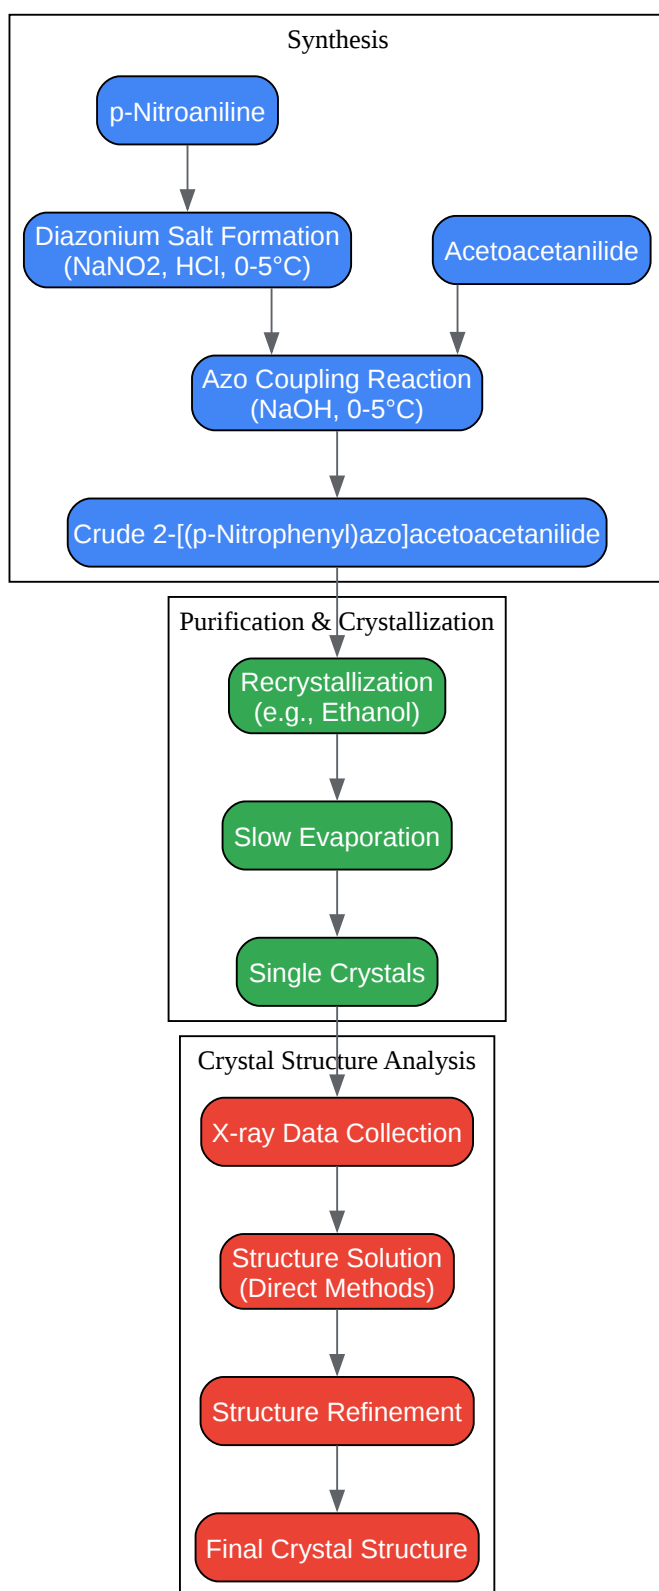 Synthesis
p-Nitroaniline
Diazonium Salt Formation
(NaNO2, HCl, 0-5°C)
Acetoacetanilide
Azo Coupling Reaction
(NaOH, 0-5°C)
Crude 2-[(p-Nitrophenyl)azo]acetoacetanilide
Purification & Crystallization
Recrystallization
(e.g., Ethanol)
Slow Evaporation
Single Crystals
Crystal Structure Analysis
X-ray Data Collection
Structure Solution
(Direct Methods)
Structure Refinement
Final Crystal Structure